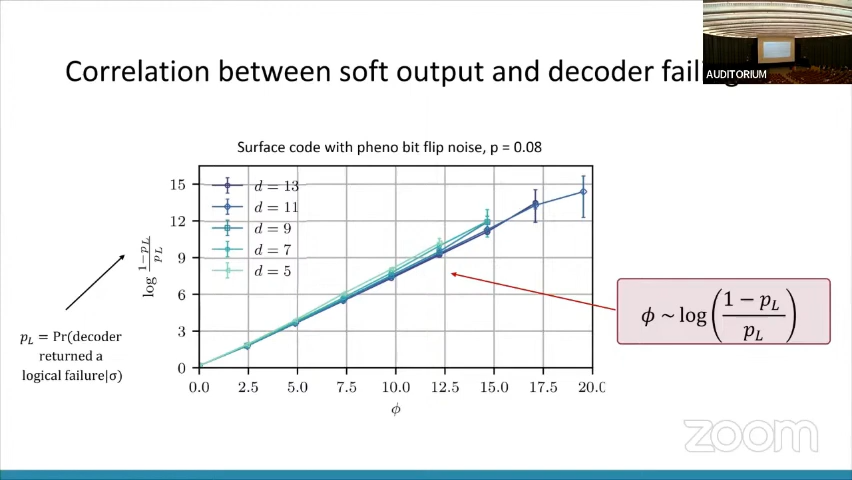 AUDITORIUM
Correlation between soft output and decoder
Surface code with pheno bit flip noise, p = 0.08
d = 13
d = 11
d = 9
d = 7
d = 5
15
12
9
6
3
0
log (1−p_L)/p_L
0.0 2.5 5.0 7.5 10.0 12.5 15.0 17.5 20.0
ϕ
p_L = Pr(decoder
returned a
logical failure|σ)
ϕ ~ log((1 − p_L)/p_L)
zoom